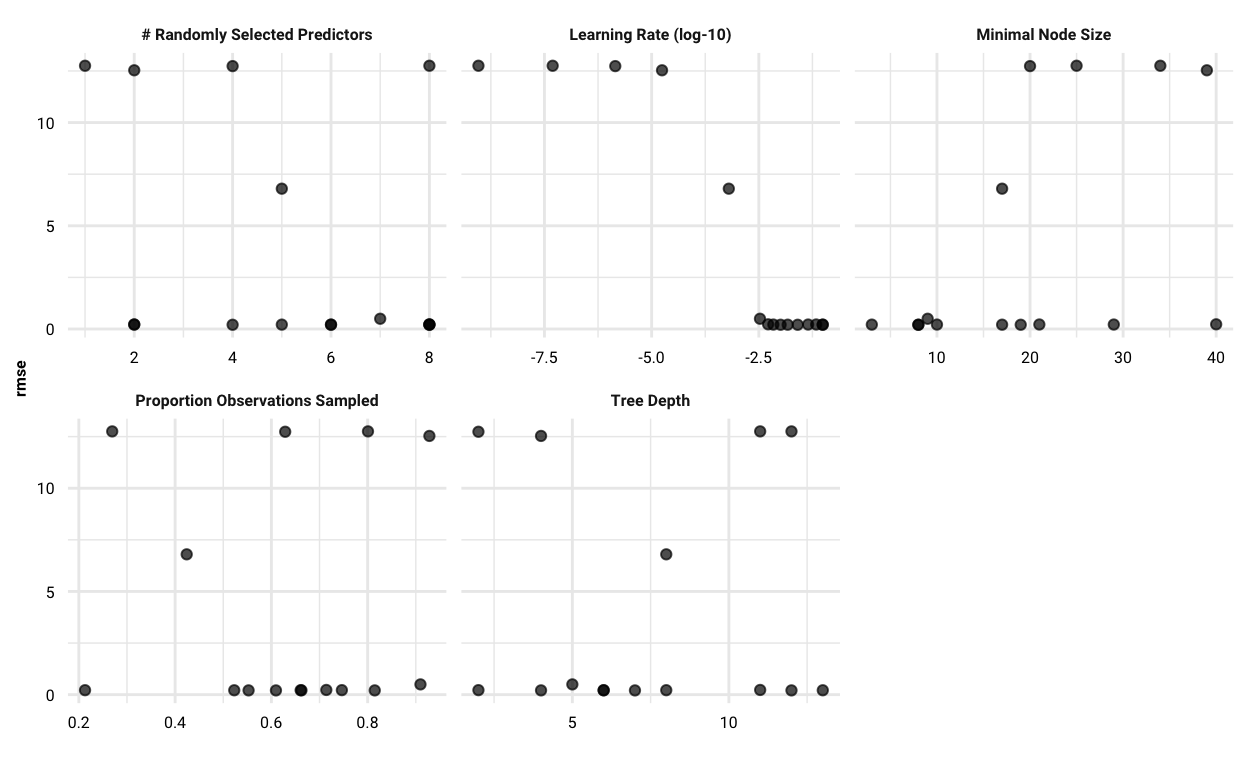 # Randomly Selected Predictors
Learning Rate (log-10)
Minimal Node Size
10
5
0
2 4 6 8
-7.5 -5.0 -2.5
10 20 30 40
rmse
Proportion Observations Sampled
Tree Depth
10
5
0
0.2 0.4 0.6 0.8
5 10